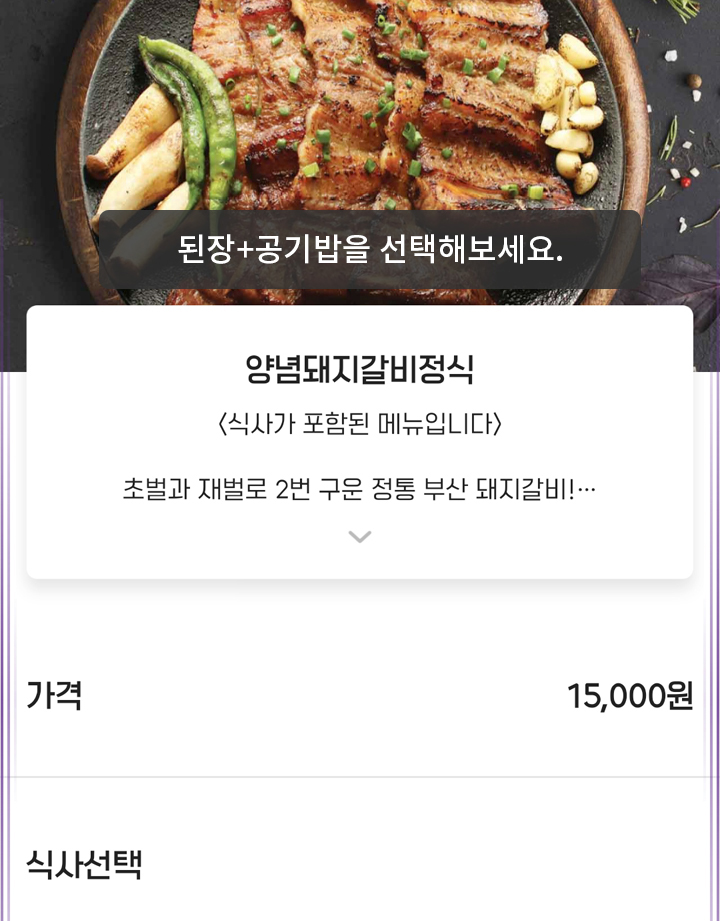 된장+공기밥을 선택해보세요.
양념돼지갈비정식
<식사가 포함된 메뉴입니다>
초벌과 재벌로 2번 구운 정통 부산 돼지갈비!…
가격 15,000원
식사선택